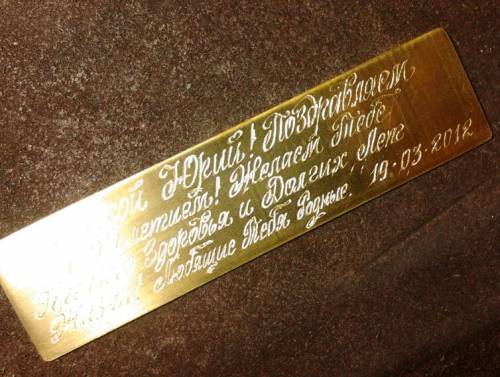 Юрий! Поздравляем
Желаем Тебе
Здоровья и Долгих Лет
Жизни! Любящие Тебя Родные. 19.03.2012